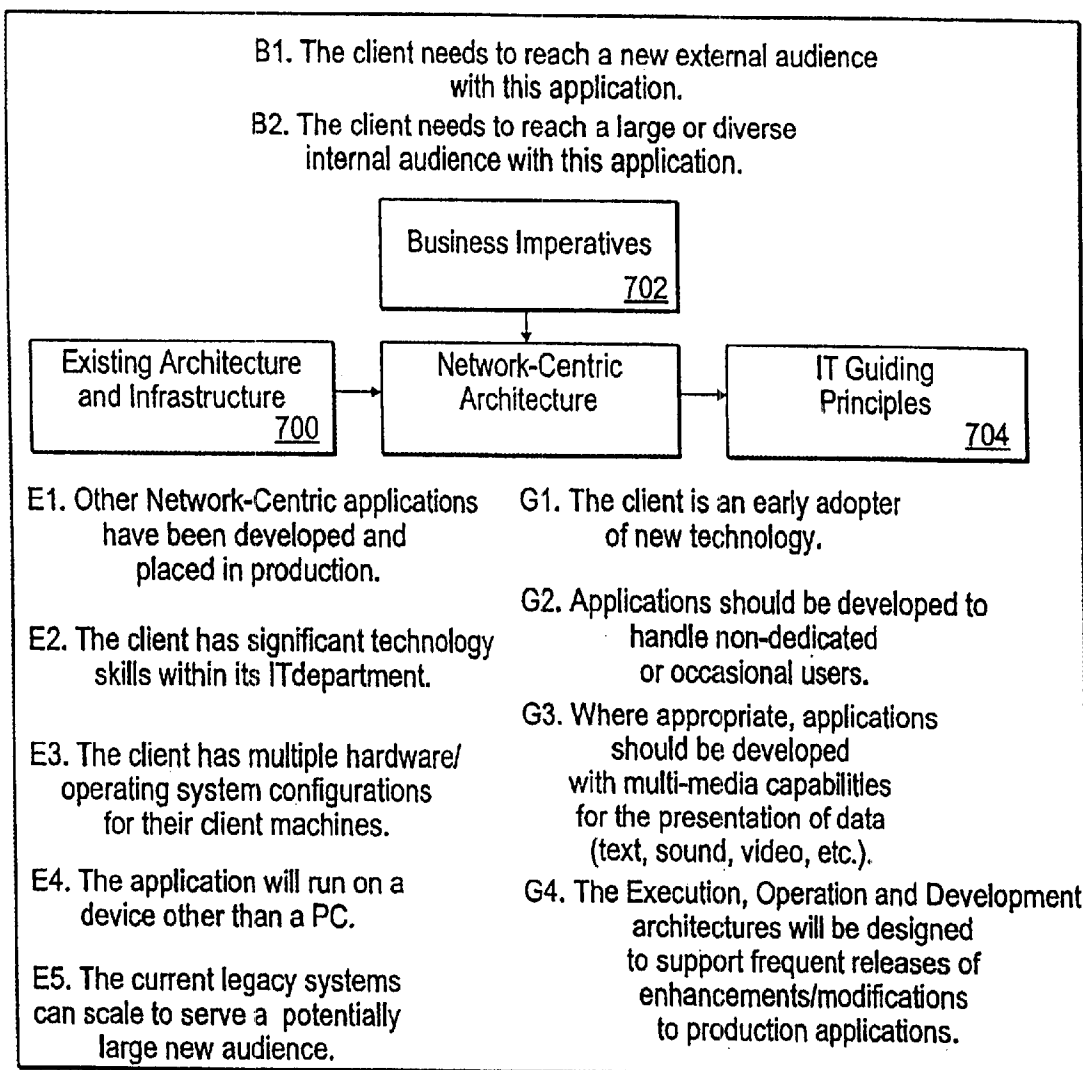 B1. The client needs to reach a new external audience
with this application.
B2. The client needs to reach a large or diverse
internal audience with this application.
Business Imperatives
702
Existing Architecture
and Infrastructure
700
Network-Centric
Architecture
IT Guiding
Principles
704
E1. Other Network-Centric applications
have been developed and
placed in production.
E2. The client has significant technology
skills within its ITdepartment.
E3. The client has multiple hardware/
operating system configurations
for their client machines.
E4. The application will run on a
device other than a PC.
E5. The current legacy systems
can scale to serve a potentially
large new audience.
G1. The client is an early adopter
of new technology.
G2. Applications should be developed to
handle non-dedicated
or occasional users.
G3. Where appropriate, applications
should be developed
with multi-media capabilities
for the presentation of data
(text, sound, video, etc.).
G4. The Execution, Operation and Development
architectures will be designed
to support frequent releases of
enhancements/modifications
to production applications.